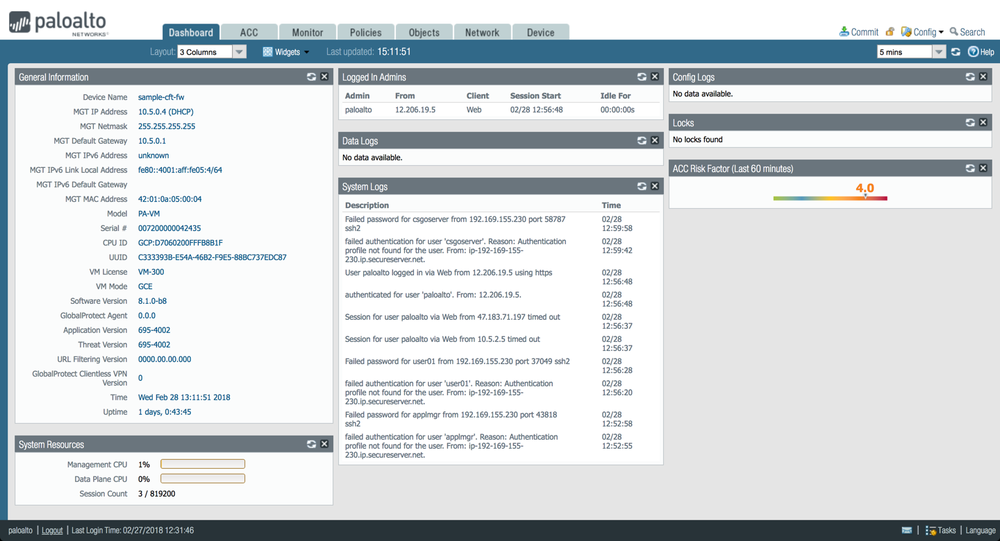 paloalto
NETWORKS®
Dashboard ACC Monitor Policies Objects Network Device
Commit Config Search
Layout: 3 Columns Widgets Last updated: 15:11:51 5 mins Help
General Information
Device Name sample-cft-fw
MGT IP Address 10.5.0.4 (DHCP)
MGT Netmask 255.255.255.255
MGT Default Gateway 10.5.0.1
MGT IPv6 Address unknown
MGT IPv6 Link Local Address fe80::4001:aff:fe05:4/64
MGT IPv6 Default Gateway
MGT MAC Address 42:01:0a:05:00:04
Model PA-VM
Serial # 007200000042435
CPU ID GCP:D7060200FFFB8B1F
UUID C333393B-E54A-46B2-F9E5-88BC737EDC87
VM License VM-300
VM Mode GCE
Software Version 8.1.0-b8
GlobalProtect Agent 0.0.0
Application Version 695-4002
Threat Version 695-4002
URL Filtering Version 0000.00.00.000
GlobalProtect Clientless VPN
Version 0
Time Wed Feb 28 13:11:51 2018
Uptime 1 days, 0:43:45
System Resources
Management CPU 1%
Data Plane CPU 0%
Session Count 3 / 819200
Logged In Admins
Admin From Client Session Start Idle For
paloalto 12.206.19.5 Web 02/28 12:56:48 00:00:00s
Data Logs
No data available.
System Logs
Description Time
Failed password for csgoserver from 192.169.155.230 port 58787 02/28
ssh2 12:59:58
failed authentication for user 'csgoserver'. Reason: Authentication 02/28
profile not found for the user. From: ip-192-169-155- 12:59:42
230.ip.secureserver.net.
User paloalto logged in via Web from 12.206.19.5 using https 02/28
12:56:48
authenticated for user 'paloalto'. From: 12.206.19.5. 02/28
12:56:48
Session for user paloalto via Web from 47.183.71.197 timed out 02/28
12:56:37
Session for user paloalto via Web from 10.5.2.5 timed out 02/28
12:56:37
Failed password for user01 from 192.169.155.230 port 37049 ssh2 02/28
12:56:28
failed authentication for user 'user01'. Reason: Authentication 02/28
profile not found for the user. From: ip-192-169-155- 12:56:20
230.ip.secureserver.net.
Failed password for applmgr from 192.169.155.230 port 43818 02/28
ssh2 12:52:58
failed authentication for user 'applmgr'. Reason: Authentication 02/28
profile not found for the user. From: ip-192-169-155- 12:52:55
230.ip.secureserver.net.
Config Logs
No data available.
Locks
No locks found
ACC Risk Factor (Last 60 minutes)
4.0
paloalto | Logout | Last Login Time: 02/27/2018 12:31:46 | Tasks | Language